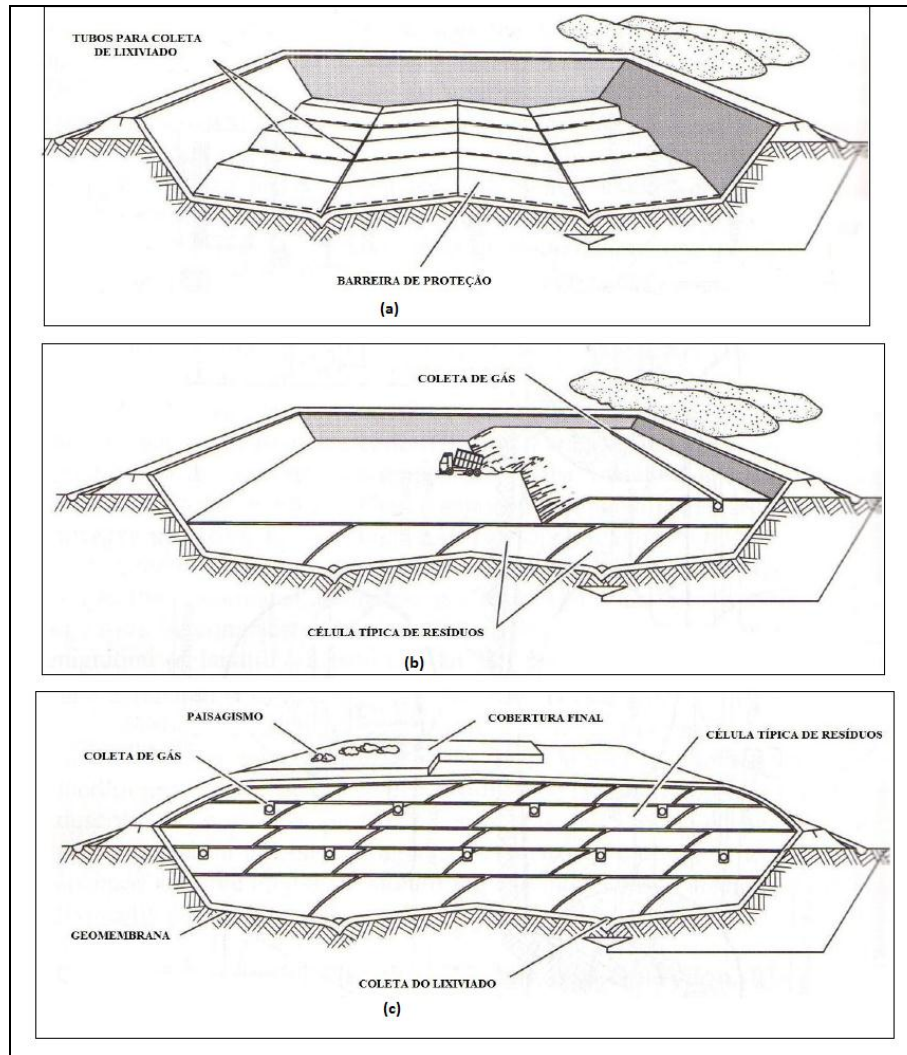 TUBOS PARA COLETA
DE LIXIVIADO
BARREIRA DE PROTEÇÃO
(a)
COLETA DE GÁS
CÉLULA TÍPICA DE RESÍDUOS
(b)
PAISAGISMO
COBERTURA FINAL
CÉLULA TÍPICA DE RESÍDUOS
COLETA DE GÁS
GEOMEMBRANA
COLETA DO LIXIVIADO
(c)